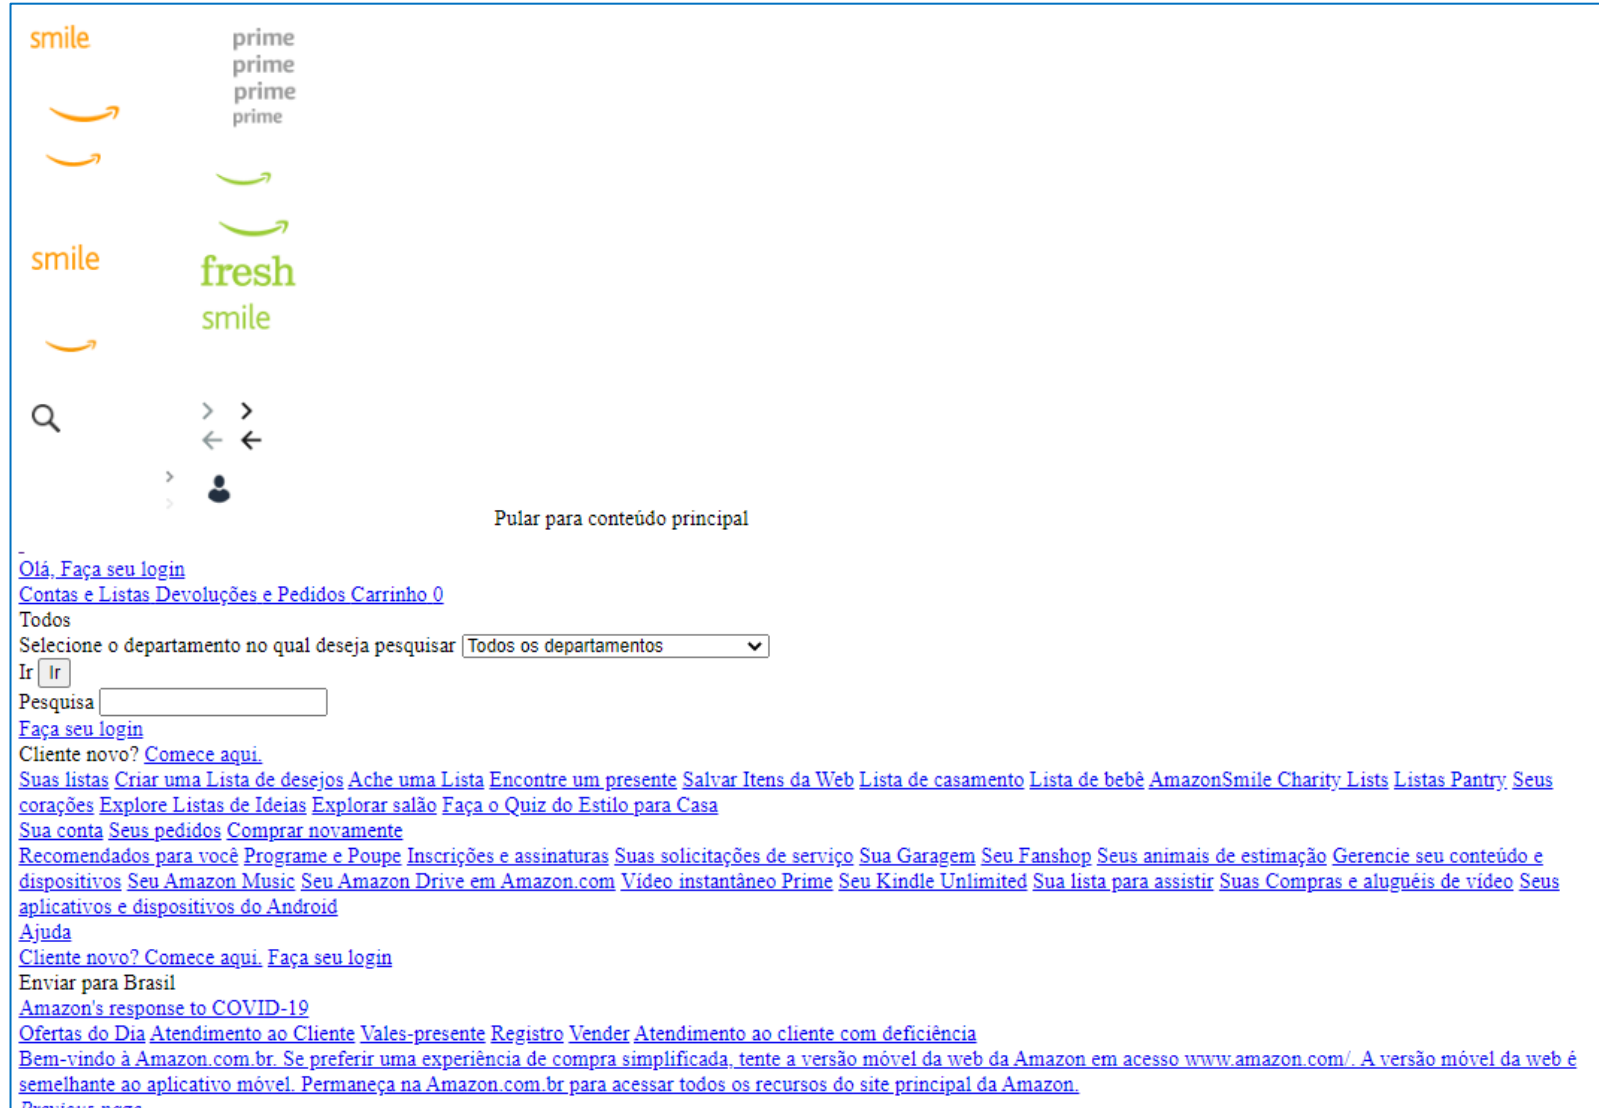 smile
prime
prime
prime
prime
smile
fresh
smile
Pular para conteúdo principal
Olá, Faça seu login
Contas e Listas Devoluções e Pedidos Carrinho 0
Todos
Selecione o departamento no qual deseja pesquisar Todos os departamentos
Ir Ir
Pesquisa
Faça seu login
Cliente novo? Comece aqui.
Suas listas Criar uma Lista de desejos Ache uma Lista Encontre um presente Salvar Itens da Web Lista de casamento Lista de bebê AmazonSmile Charity Lists Listas Pantry Seus
corações Explore Listas de Ideias Explorar salão Faça o Quiz do Estilo para Casa
Sua conta Seus pedidos Comprar novamente
Recomendados para você Programe e Poupe Inscrições e assinaturas Suas solicitações de serviço Sua Garagem Seu Fanshop Seus animais de estimação Gerencie seu conteúdo e
dispositivos Seu Amazon Music Seu Amazon Drive em Amazon.com Vídeo instantâneo Prime Seu Kindle Unlimited Sua lista para assistir Suas Compras e aluguéis de vídeo Seus
aplicativos e dispositivos do Android
Ajuda
Cliente novo? Comece aqui. Faça seu login
Enviar para Brasil
Amazon's response to COVID-19
Ofertas do Dia Atendimento ao Cliente Vales-presente Registro Vender Atendimento ao cliente com deficiência
Bem-vindo à Amazon.com.br. Se preferir uma experiência de compra simplificada, tente a versão móvel da web da Amazon em acesso www.amazon.com/. A versão móvel da web é
semelhante ao aplicativo móvel. Permaneça na Amazon.com.br para acessar todos os recursos do site principal da Amazon.
Previous page